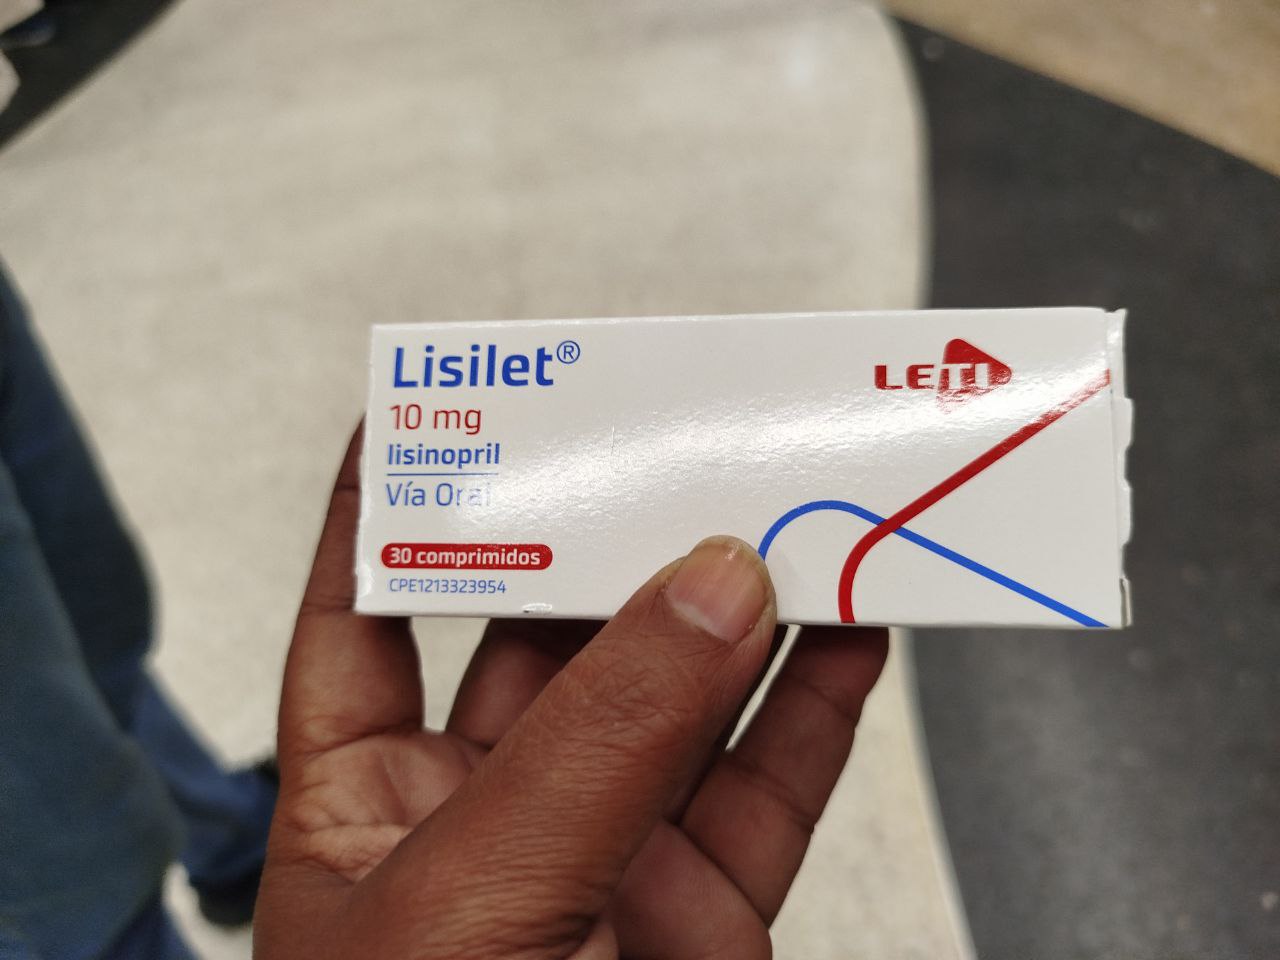 Lisilet®
LETI
10 mg
lisinopril
Vía Oral
30 comprimidos
CPE1213323954